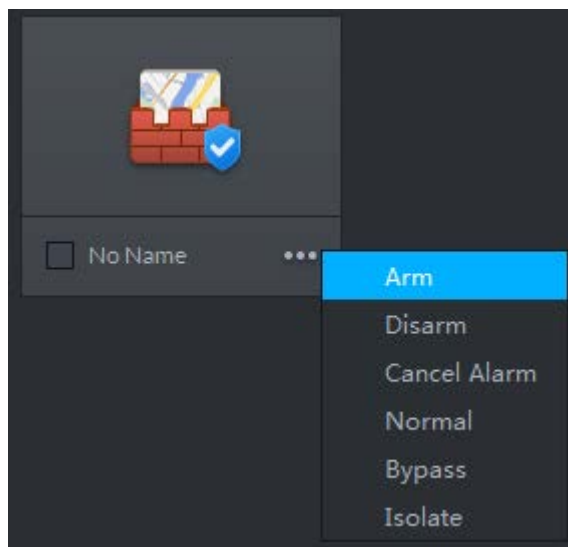 No Name
Arm
Disarm
Cancel Alarm
Normal
Bypass
Isolate